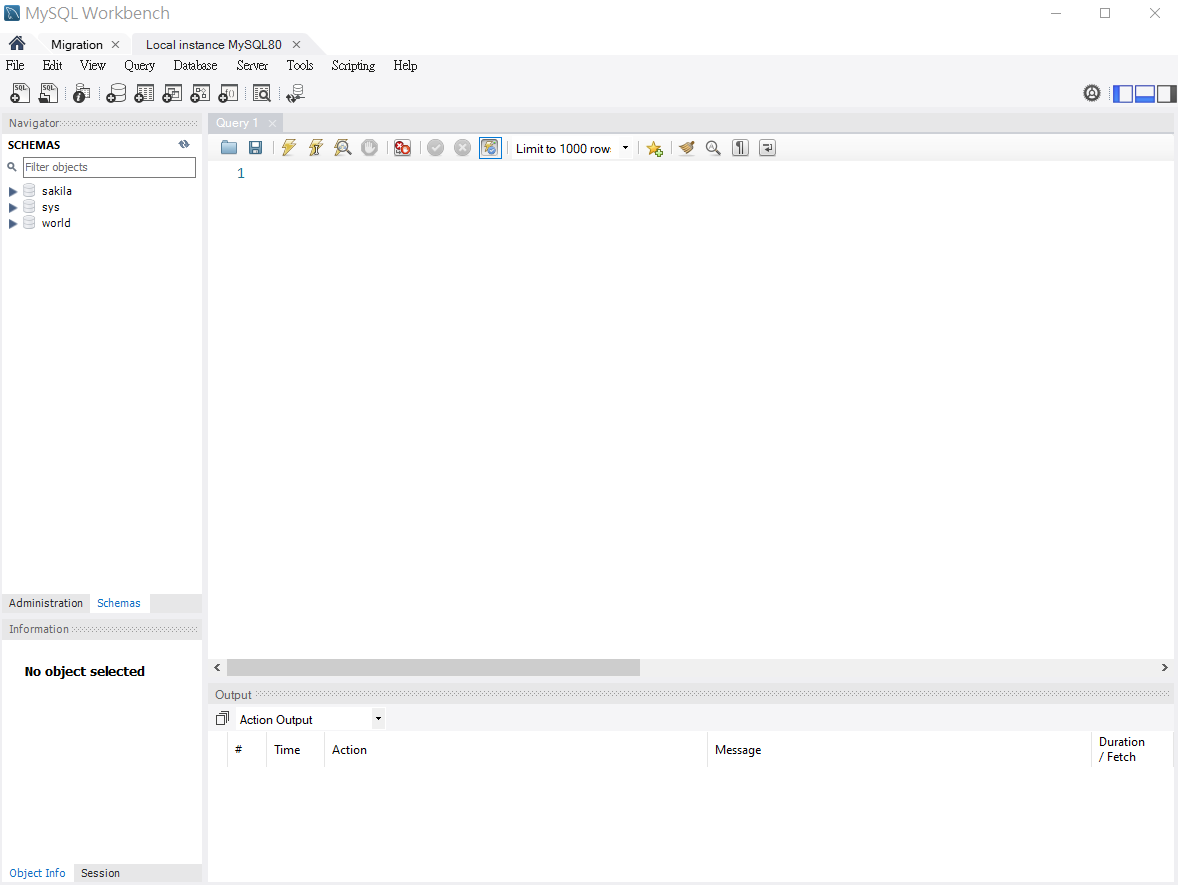 MySQL Workbench
Migration
Local instance MySQL80
File Edit View Query Database Server Tools Scripting Help
Navigator
Query 1
SCHEMAS
Limit to 1000 row
Filter objects
1
sakila
sys
world
Administration Schemas
Information
No object selected
Output
Action Output
# Time Action Message Duration
/ Fetch
Object Info Session